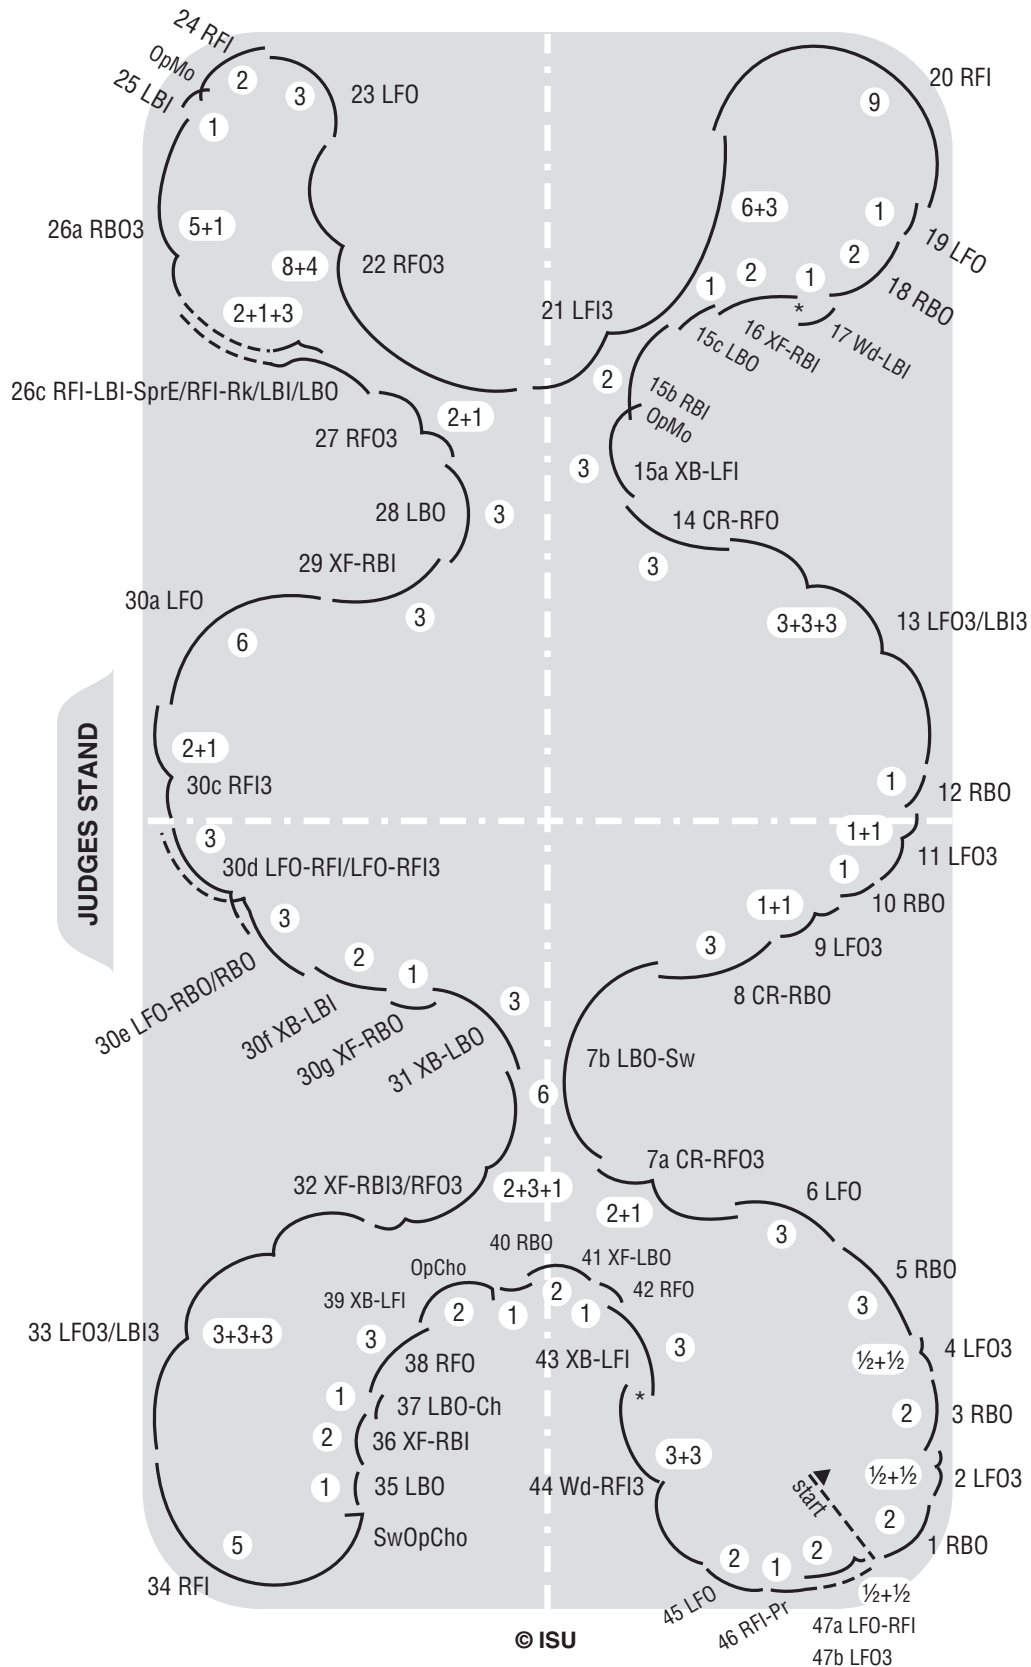 24 RFI
OpMo
25 LBI
2
3
23 LFO
1
20 RFI
9
26a RBO3
5+1
8+4
22 RFO3
2+1+3
6+3
1
19 LFO
2
18 RBO
1
2
1
21 LFI3
*
17 Wd-LBI
16 XF-RBI
15c LBO
26c RFI-LBI-SprE/RFI-Rk/LBI/LBO
2
15b RBI
OpMo
2+1
27 RFO3
3
15a XB-LFI
28 LBO
3
14 CR-RFO
29 XF-RBI
3
30a LFO
3
3+3+3
13 LFO3/LBI3
6
JUDGES STAND
2+1
30c RFI3
1
12 RBO
3
1+1
11 LFO3
30d LFO-RFI/LFO-RFI3
1
10 RBO
3
1+1
9 LFO3
2
3
1
8 CR-RBO
30e LFO-RBO/RBO
30f XB-LBI
30g XF-RBO
31 XB-LBO
3
7b LBO-Sw
6
32 XF-RBI3/RFO3
2+3+1
7a CR-RFO3
2+1
6 LFO
3
40 RBO
41 XF-LBO
OpCho
42 RFO
5 RBO
39 XB-LFI
2
1
2
1
3
33 LFO3/LBI3
3+3+3
3
3
4 LFO3
½+½
38 RFO
43 XB-LFI
1
37 LBO-Ch
*
2
3 RBO
2
36 XF-RBI
3+3
½+½
2 LFO3
1
35 LBO
44 Wd-RFI3
start
2
SwOpCho
1 RBO
5
2
1
2
34 RFI
45 LFO
46 RFI-Pr
½+½
47a LFO-RFI
47b LFO3
© ISU